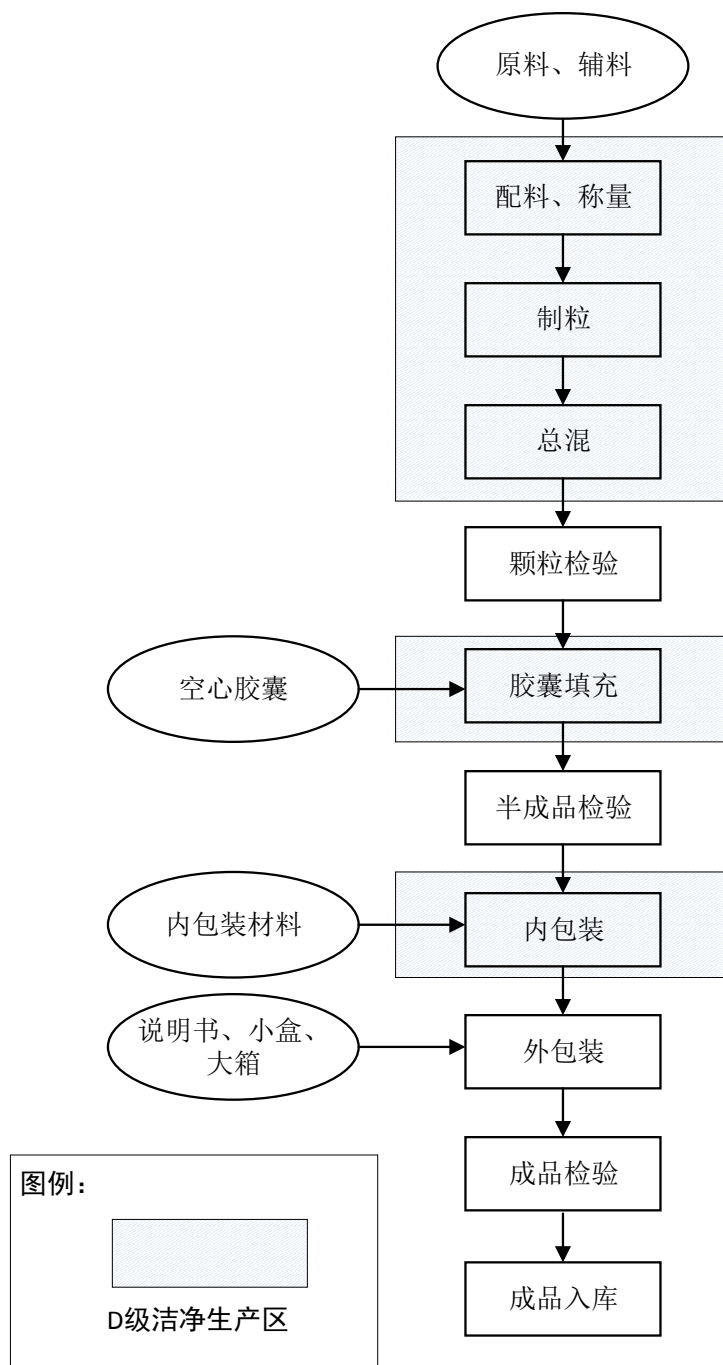 原料、辅料
配料、称量
制粒
总混
颗粒检验
空心胶囊
胶囊填充
半成品检验
内包装材料
内包装
说明书、小盒、
大箱
外包装
成品检验
图例：
D级洁净生产区
成品入库